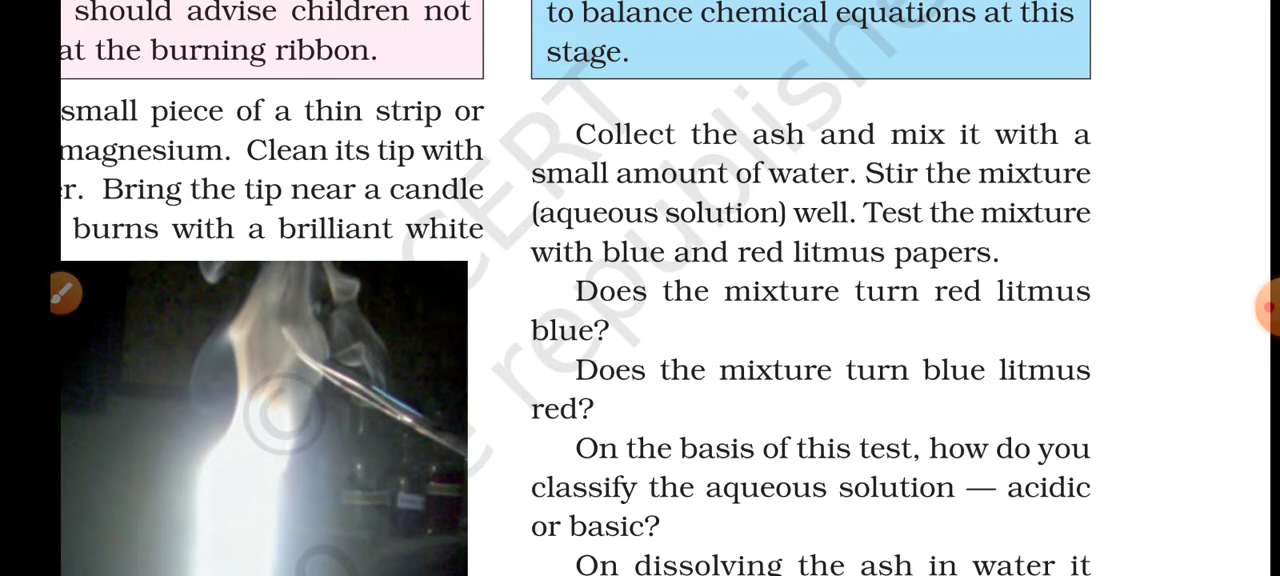 should advise children not
at the burning ribbon.
small piece of a thin strip or
magnesium. Clean its tip with
r. Bring the tip near a candle
burns with a brilliant white
to balance chemical equations at this
stage.
Collect the ash and mix it with a
small amount of water. Stir the mixture
(aqueous solution) well. Test the mixture
with blue and red litmus papers.
Does the mixture turn red litmus
blue?
Does the mixture turn blue litmus
red?
On the basis of this test, how do you
classify the aqueous solution — acidic
or basic?
On dissolving the ash in water it
©
CERT
republishe